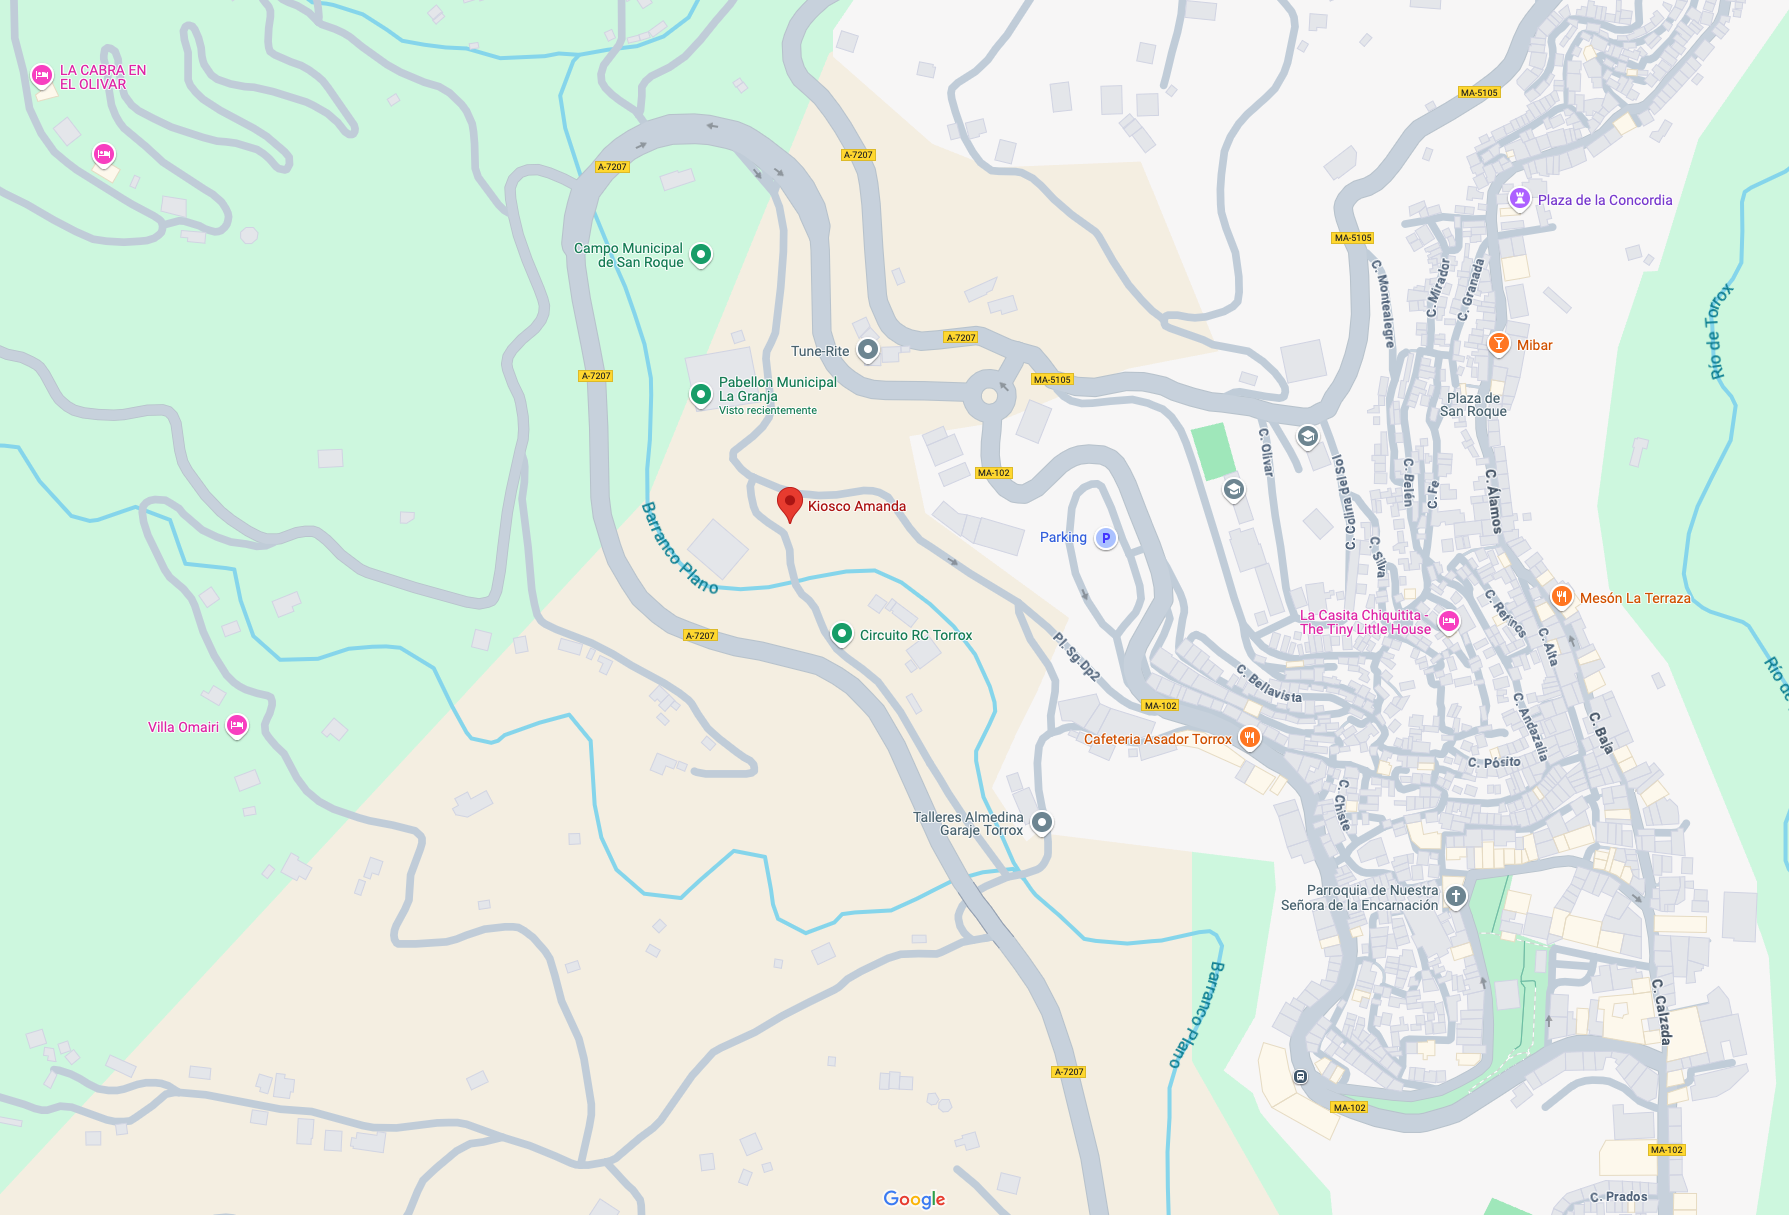 LA CABRA EN
EL OLIVAR
MA-5105
A-7207
A-7207
Plaza de la Concordia
MA-5105
Campo Municipal
de San Roque
C. Montealegre
C. Mirador
C. Granada
Río de Torrox
A-7207
Tune-Rite
Mibar
A-7207
MA-5105
Pabellon Municipal
La Granja
Visto recientemente
Plaza de
San Roque
C. Olivar
C. Colina del Sol
C. Belén
C. Fe
C. Álamos
MA-102
Kiosco Amanda
Barranco Plano
Parking
P
C. Silva
C. Refinos
Mesón La Terraza
La Casita Chiquitita -
The Tiny Little House
A-7207
Circuito RC Torrox
Pl. Sg.Dp2
C. Alta
C. Bellavista
Río de
MA-102
Villa Omairi
Cafeteria Asador Torrox
C. Andazalia
C. Baja
C. Pósito
C. Chiste
Talleres Almedina
Garaje Torrox
Parroquia de Nuestra
Señora de la Encarnación
Barranco Plano
C. Calzada
A-7207
MA-102
MA-102
Google
C. Prados